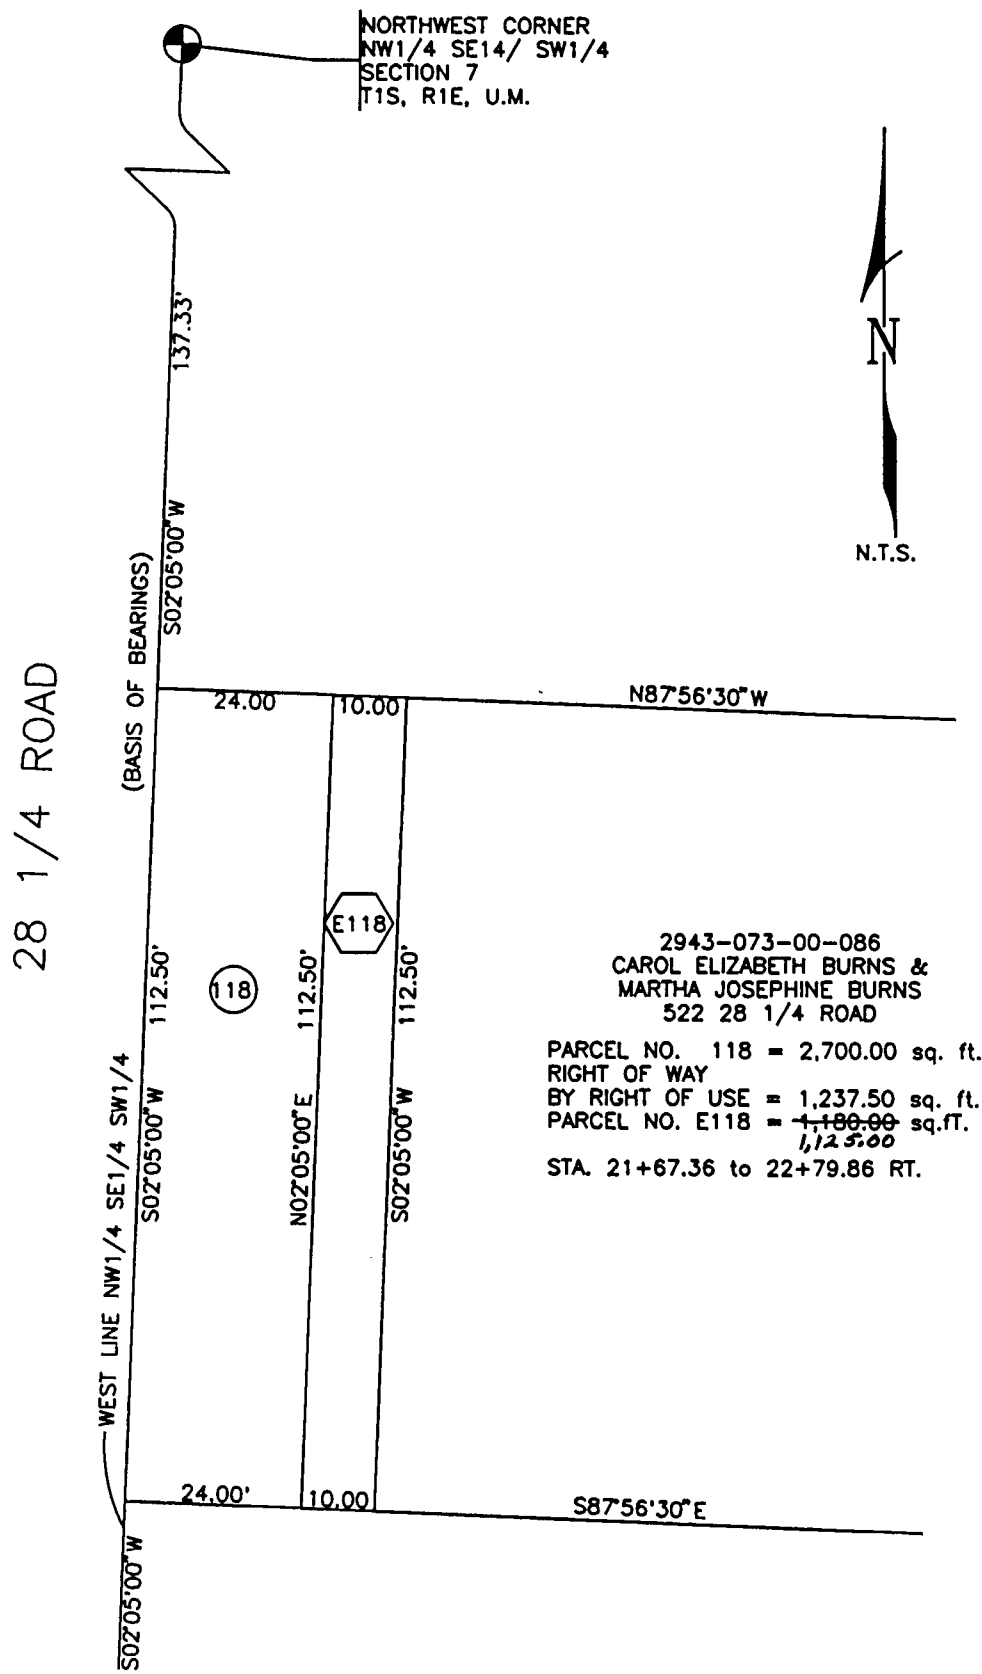 NORTHWEST CORNER
NW1/4 SE14/ SW1/4
SECTION 7
T1S, R1E, U.M.
137.33'
S02°05'00"W
(BASIS OF BEARINGS)
28 1/4 ROAD
N
N.T.S.
24.00
10.00
N87°56'30"W
E118
118
112.50'
112.50'
112.50'
S02°05'00"W
N02°05'00"E
S02°05'00"W
WEST LINE NW1/4 SE1/4 SW1/4
2943-073-00-086
CAROL ELIZABETH BURNS &
MARTHA JOSEPHINE BURNS
522 28 1/4 ROAD
PARCEL NO. 118 = 2,700.00 sq. ft.
RIGHT OF WAY
BY RIGHT OF USE = 1,237.50 sq. ft.
PARCEL NO. E118 = 1,180.00 sq.fT.
1,125.00
STA. 21+67.36 to 22+79.86 RT.
24.00'
10.00
S87°56'30"E
S02°05'00"W